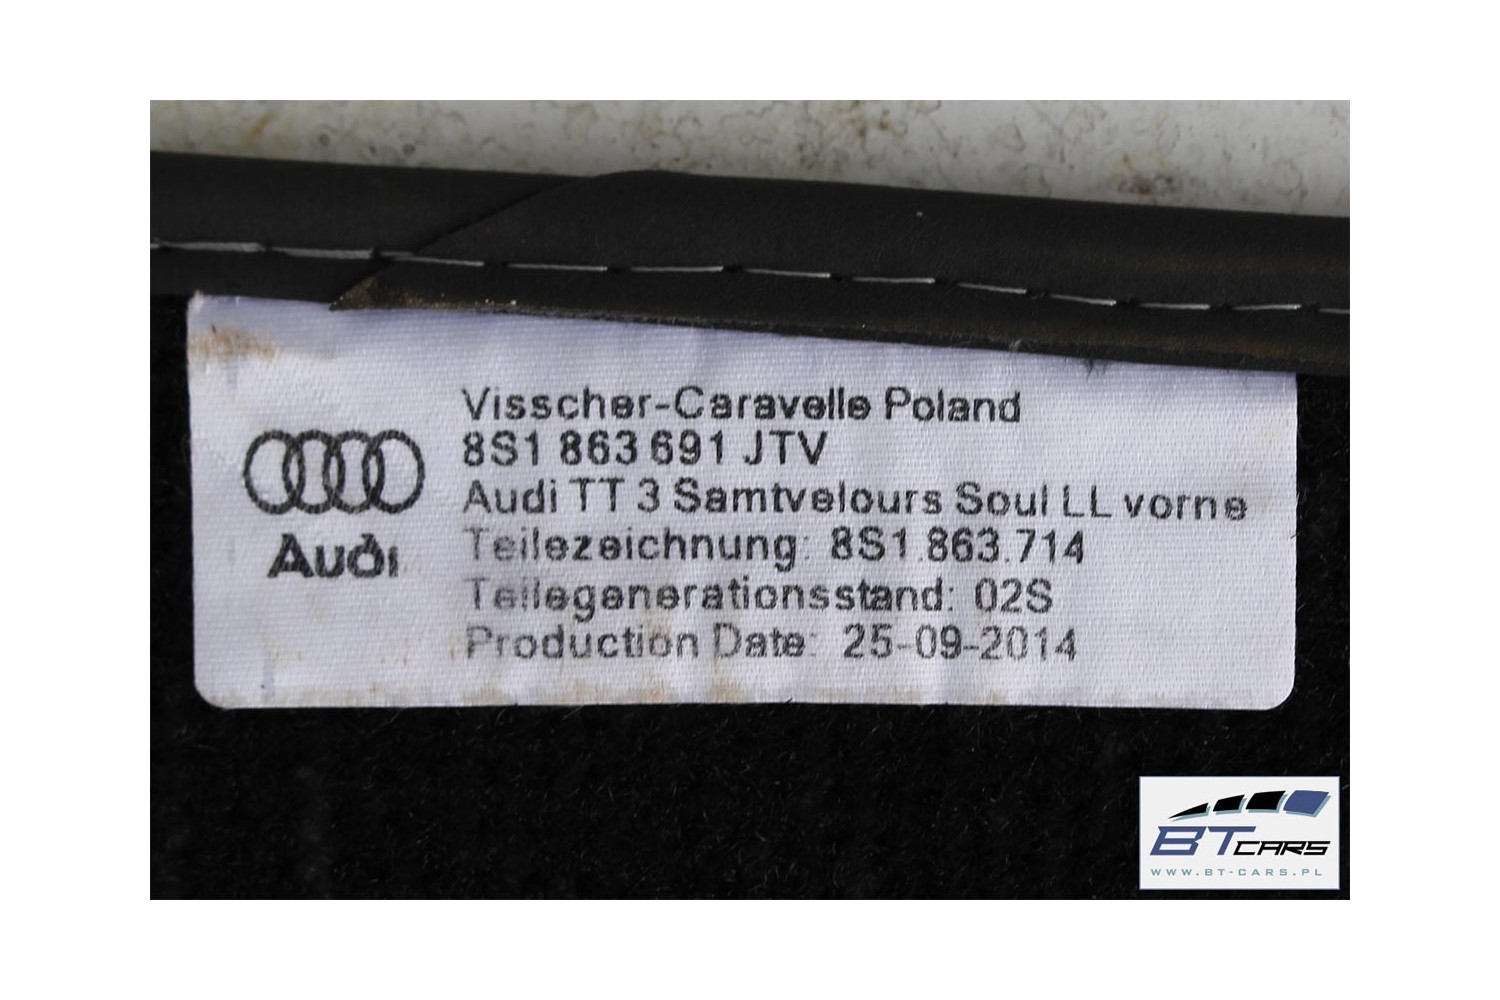 Visscher-Caravelle Poland
8S1 863 691 JTV
Audi TT 3 Samtvelours Soul LL vorne
Teilezeichnung: 8S1.863.714
Teilegenerationsstand: 02S
Production Date: 25-09-2014
Audi
BT CARS
WWW.BT-CARS.PL